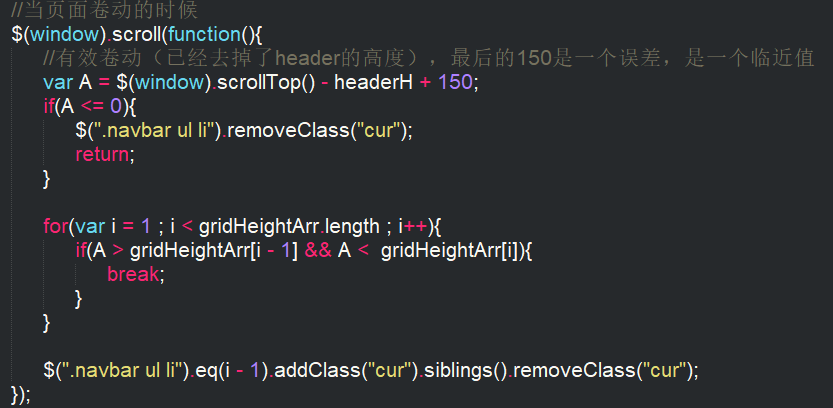 //当页面卷动的时候
$(window).scroll(function(){
//有效卷动（已经去掉了header的高度），最后的150是一个误差，是一个临近值
var A = $(window).scrollTop() - headerH + 150;
if(A <= 0){
$(".navbar ul li").removeClass("cur");
return;
}
for(var i = 1 ; i < gridHeightArr.length ; i++){
if(A > gridHeightArr[i - 1] && A <  gridHeightArr[i]){
break;
}
}
$(".navbar ul li").eq(i - 1).addClass("cur").siblings().removeClass("cur");
});